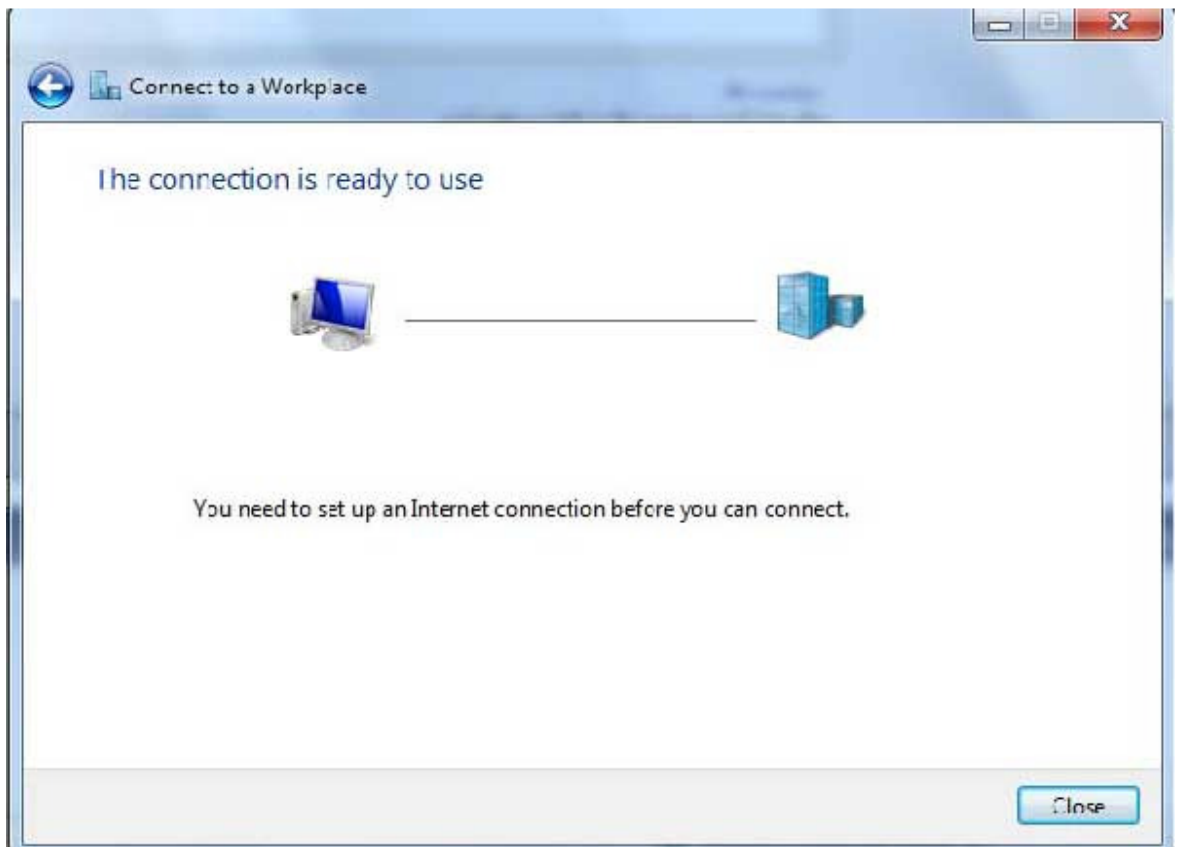 Connect to a Workplace
The connection is ready to use
You need to set up an Internet connection before you can connect.
Close